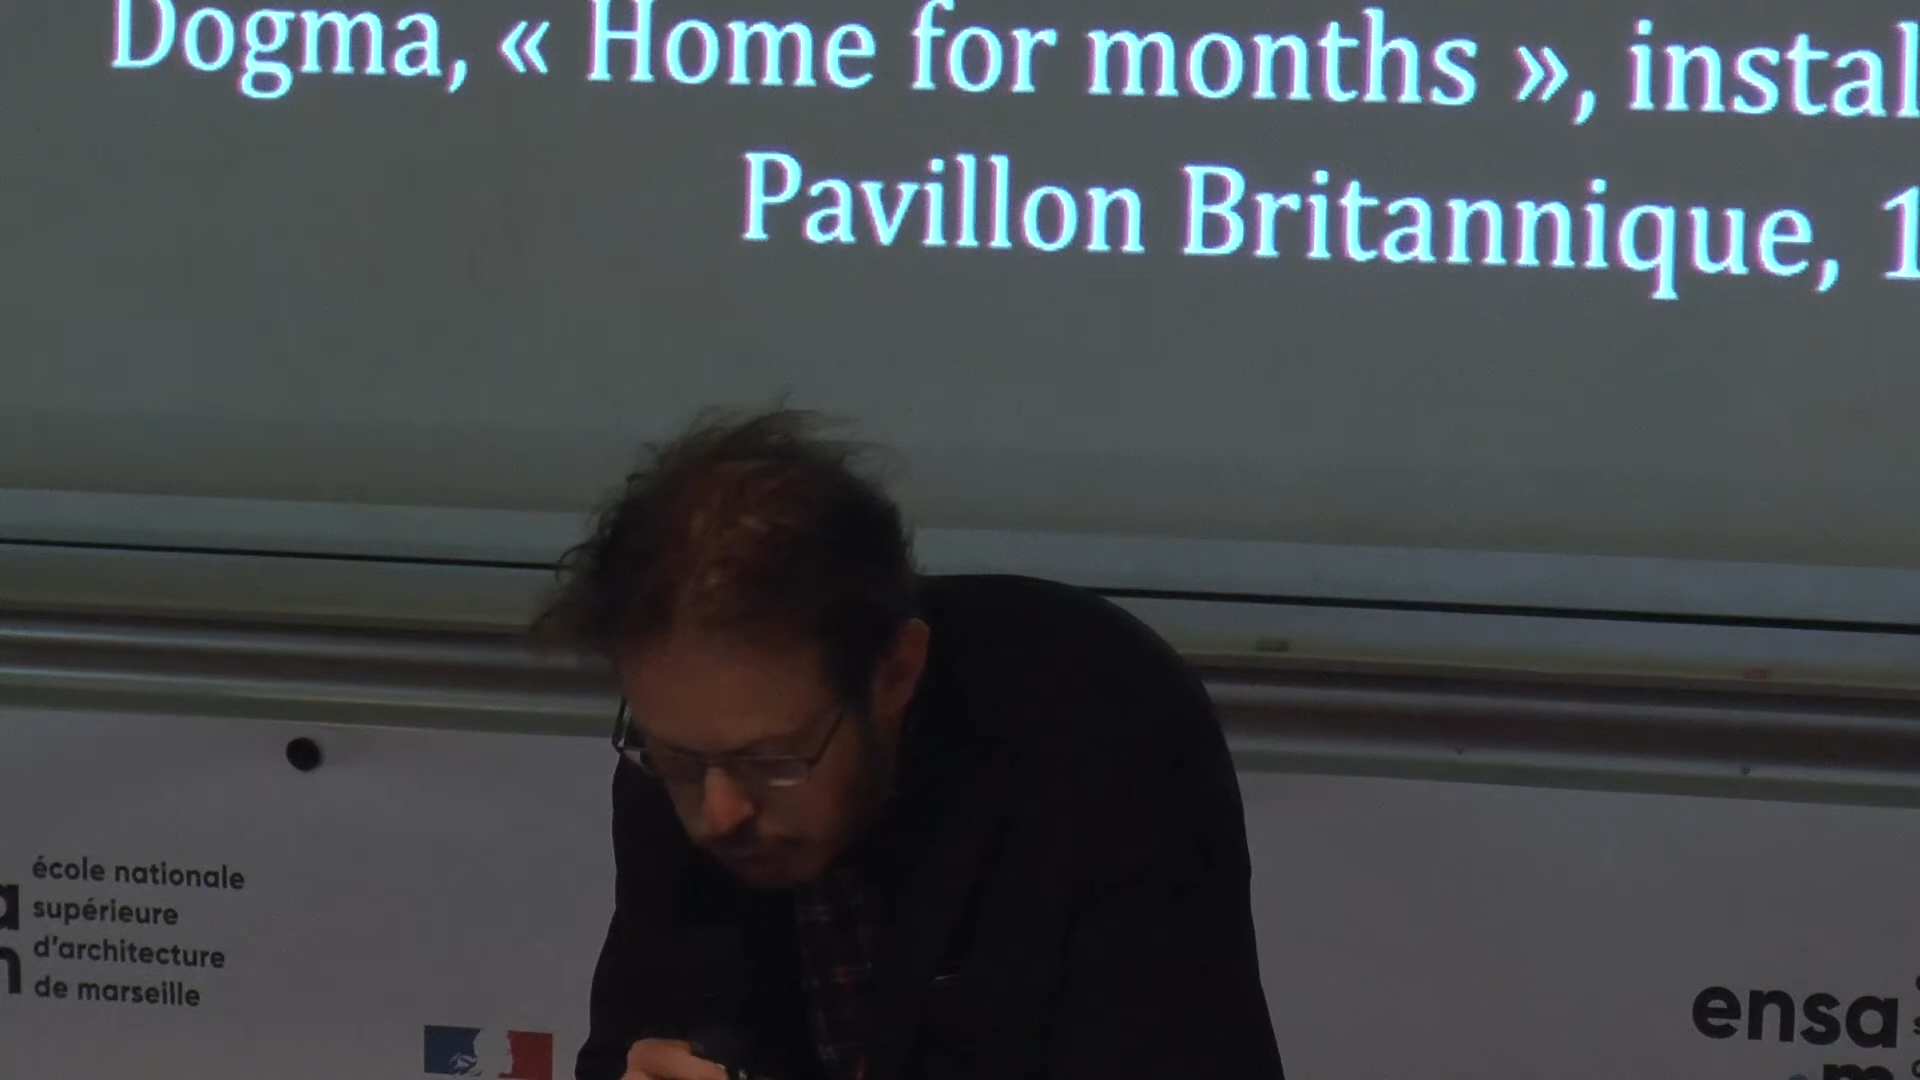 Dogma, « Home for months », instal
Pavillon Britannique, 1
école nationale
supérieure
d'architecture
de marseille
ensa
m